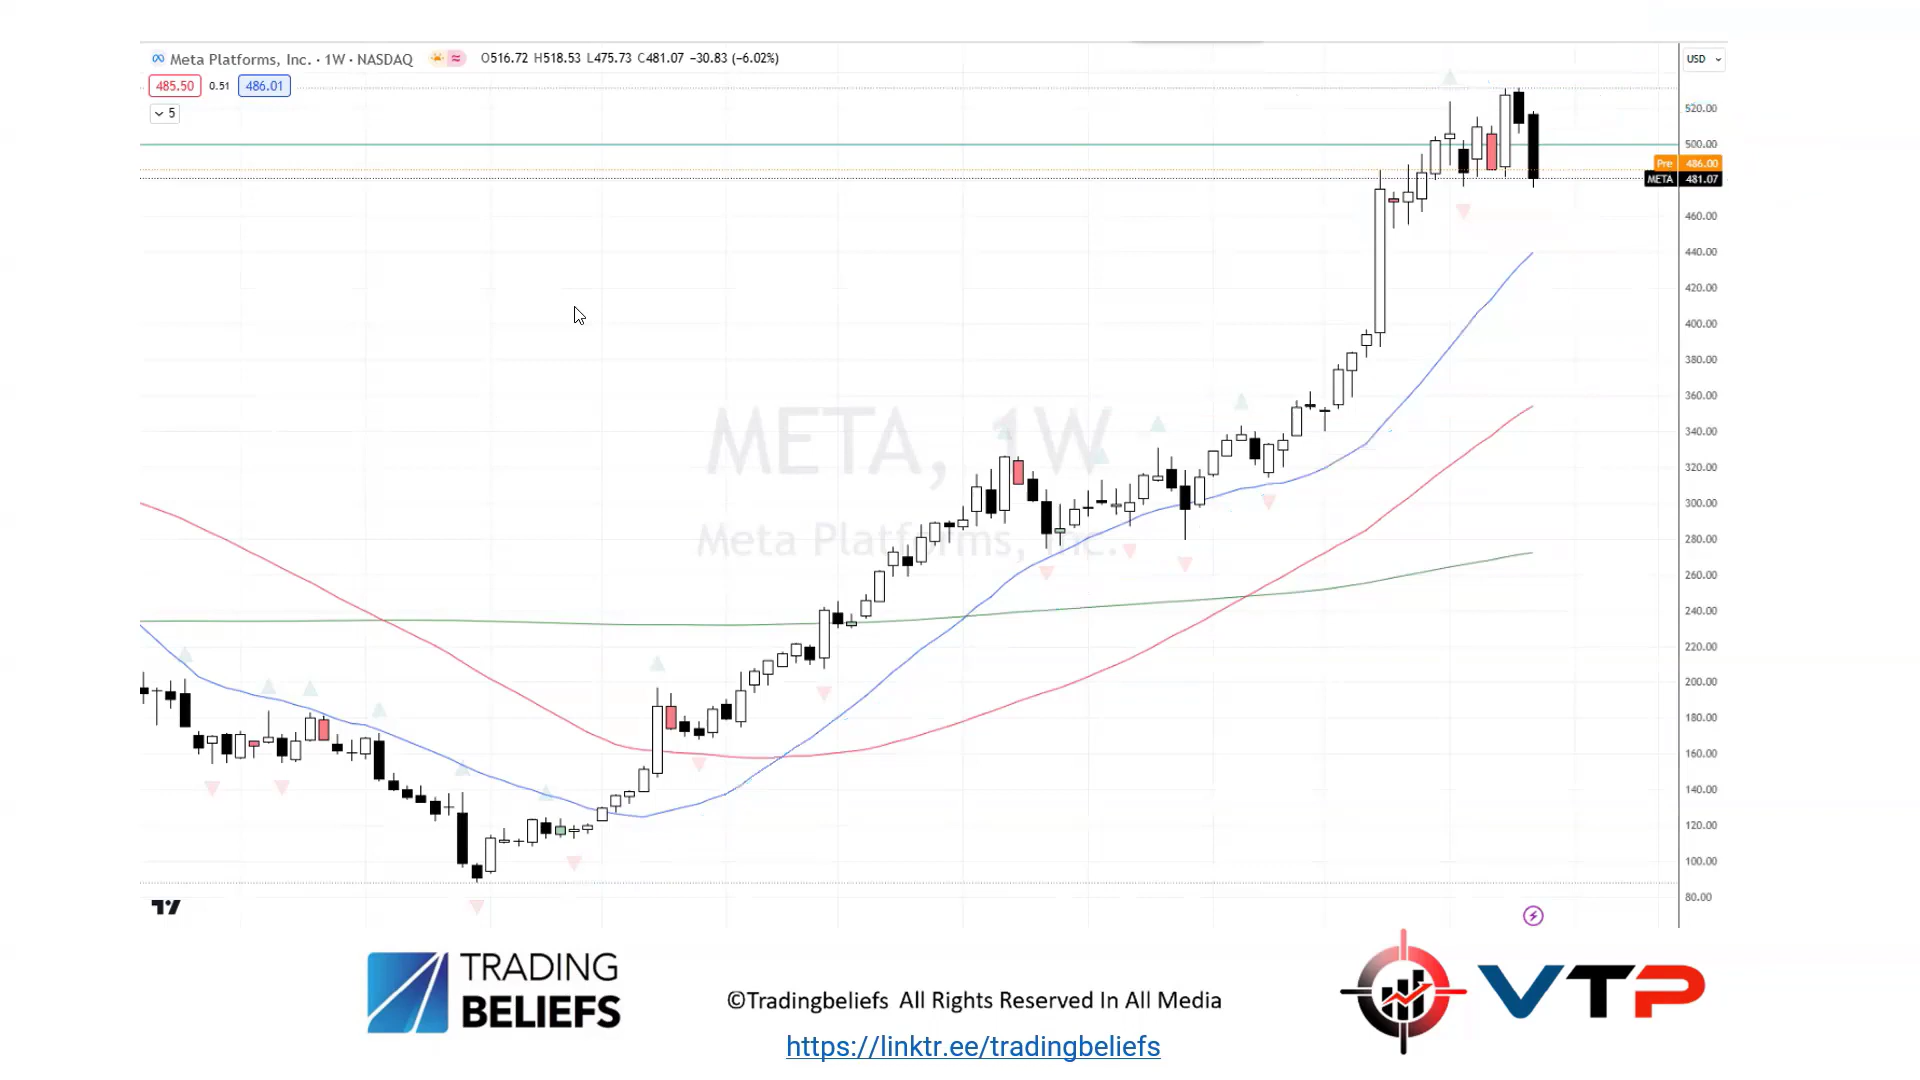 Meta Platforms, Inc. · 1W · NASDAQ O516.72 H518.53 L475.73 C481.07 −30.83 (−6.02%)
USD
485.50 0.51 486.01
5
520.00
500.00
Pre 486.00
META 481.07
460.00
440.00
420.00
400.00
380.00
360.00
340.00
320.00
300.00
280.00
260.00
240.00
220.00
200.00
180.00
160.00
140.00
120.00
100.00
80.00
META, 1W
Meta Platforms, Inc.
TRADING
BELIEFS
©Tradingbeliefs All Rights Reserved In All Media
https://linktr.ee/tradingbeliefs
VTP